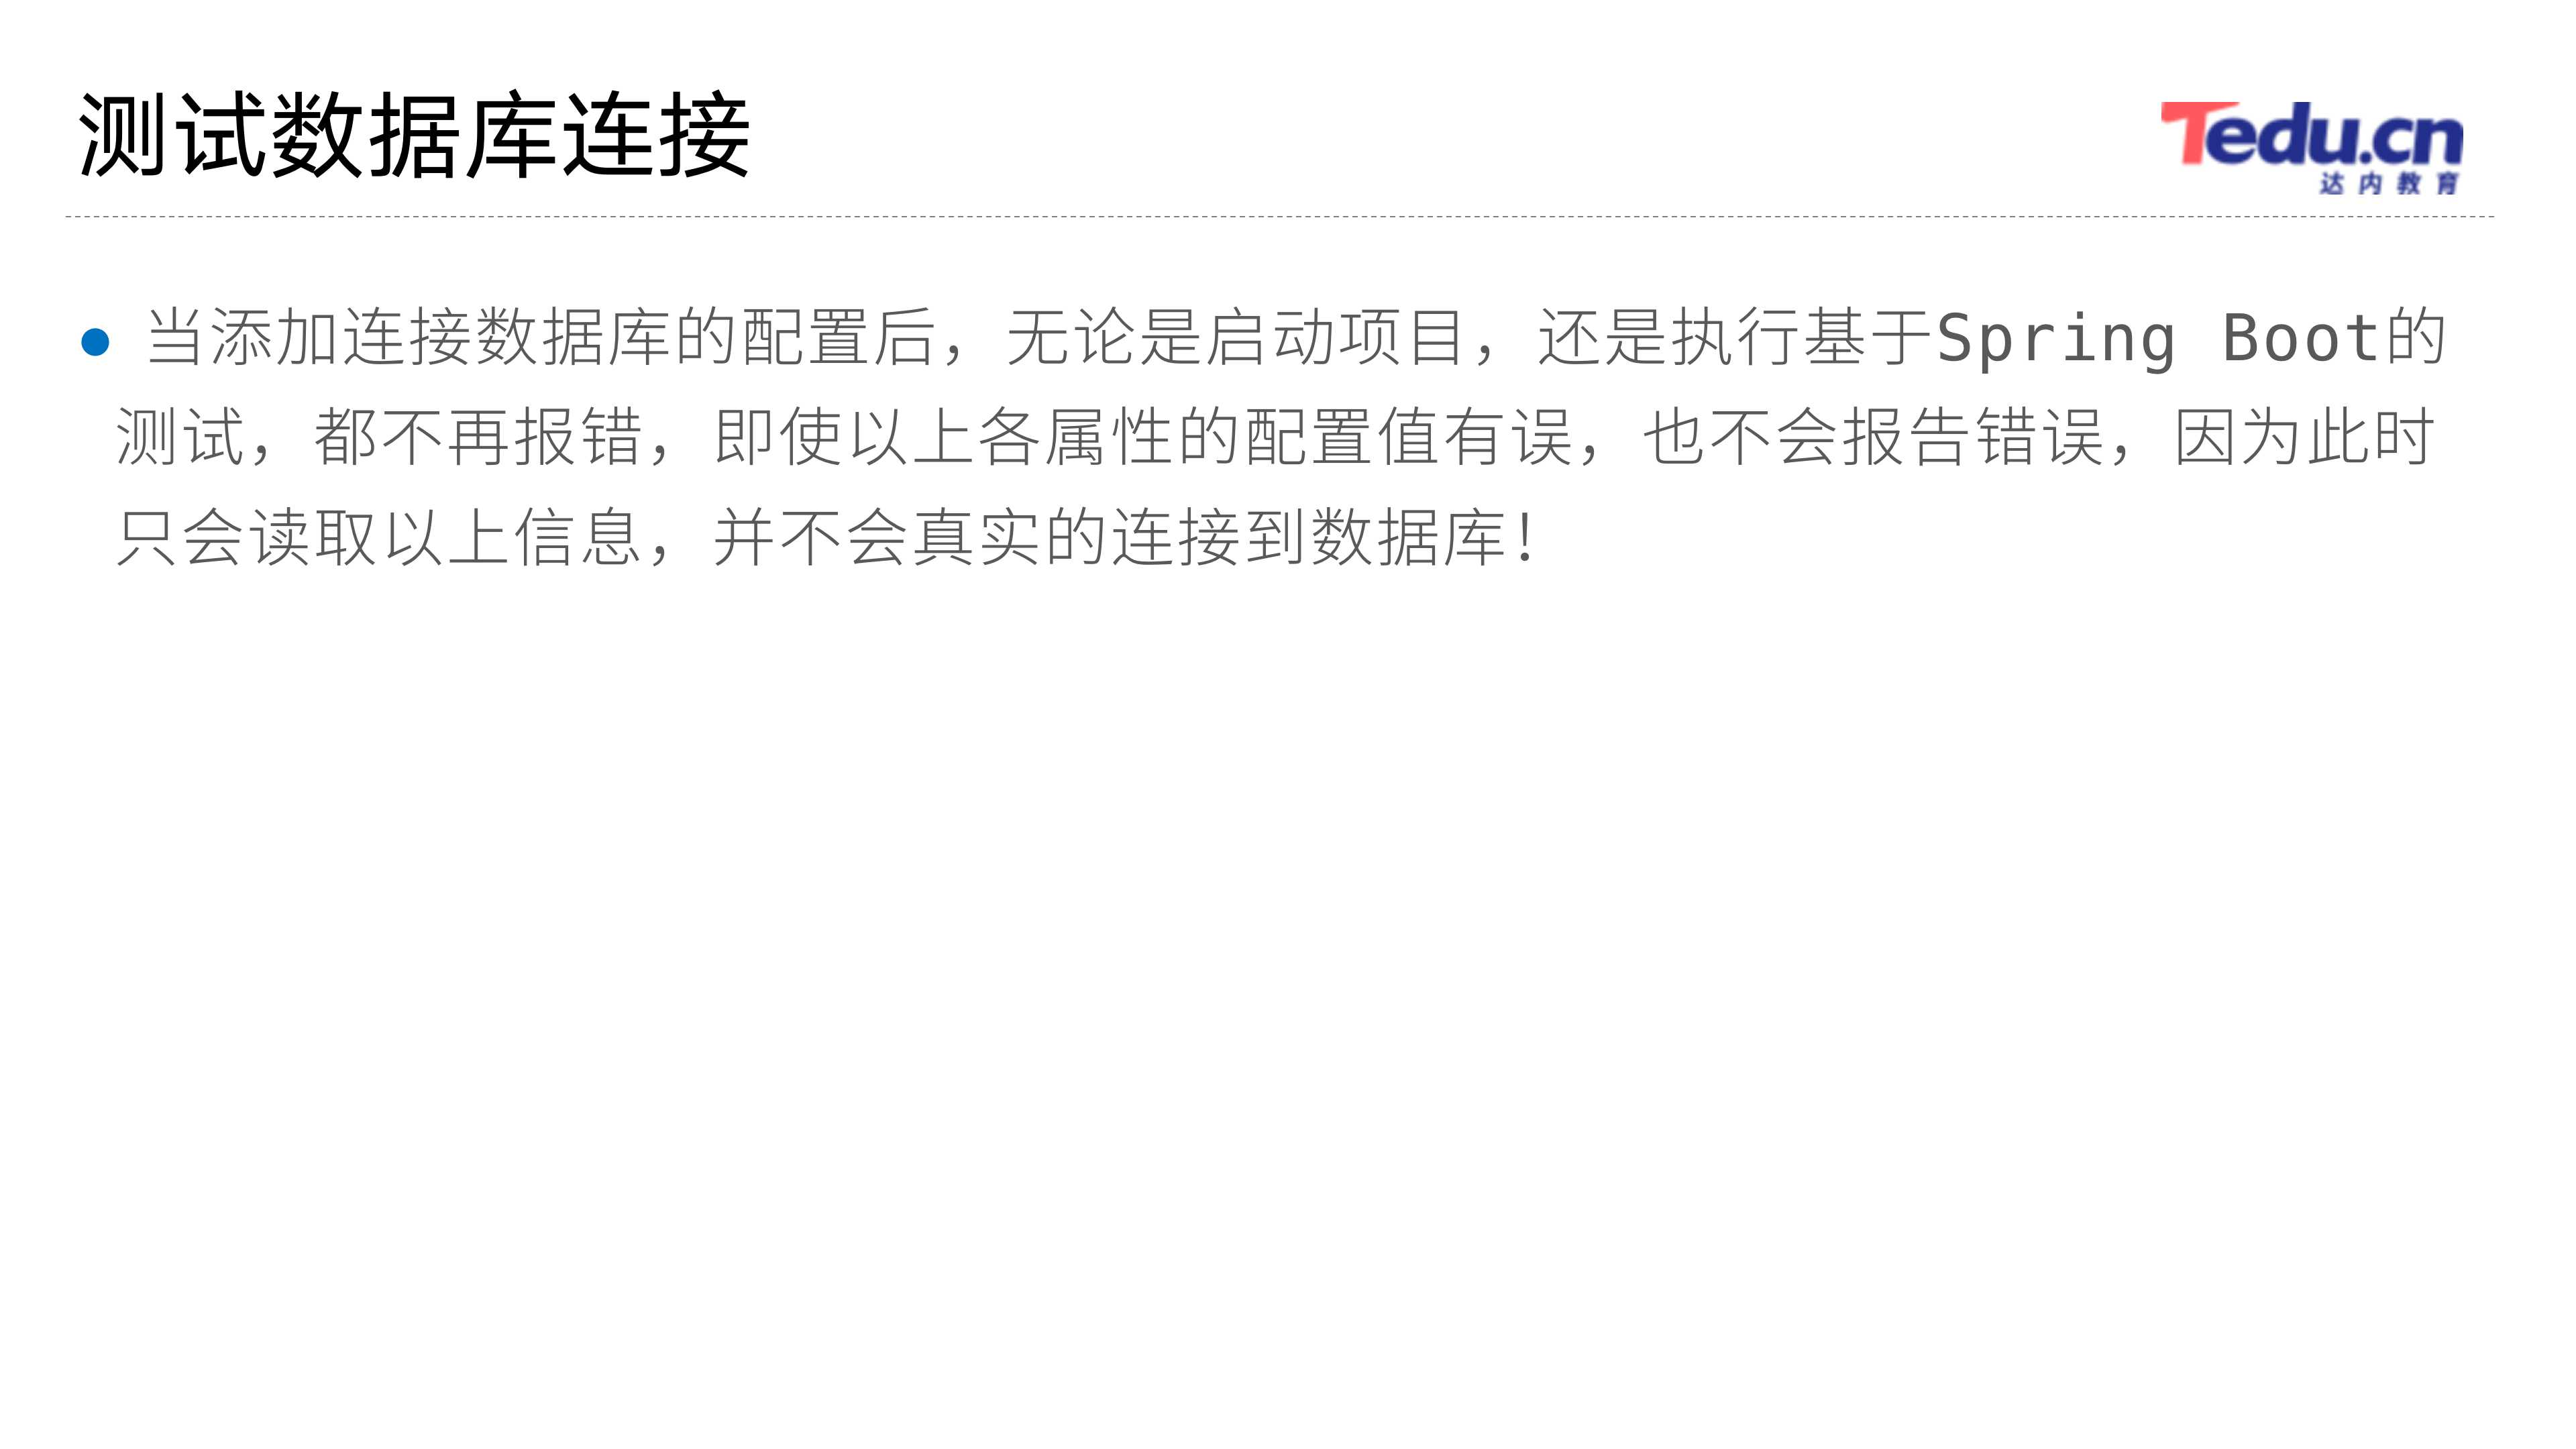 测试数据库连接
Tedu.cn
达内教育
当添加连接数据库的配置后，无论是启动项目，还是执行基于Spring Boot的
测试，都不再报错，即使以上各属性的配置值有误，也不会报告错误，因为此时
只会读取以上信息，并不会真实的连接到数据库！